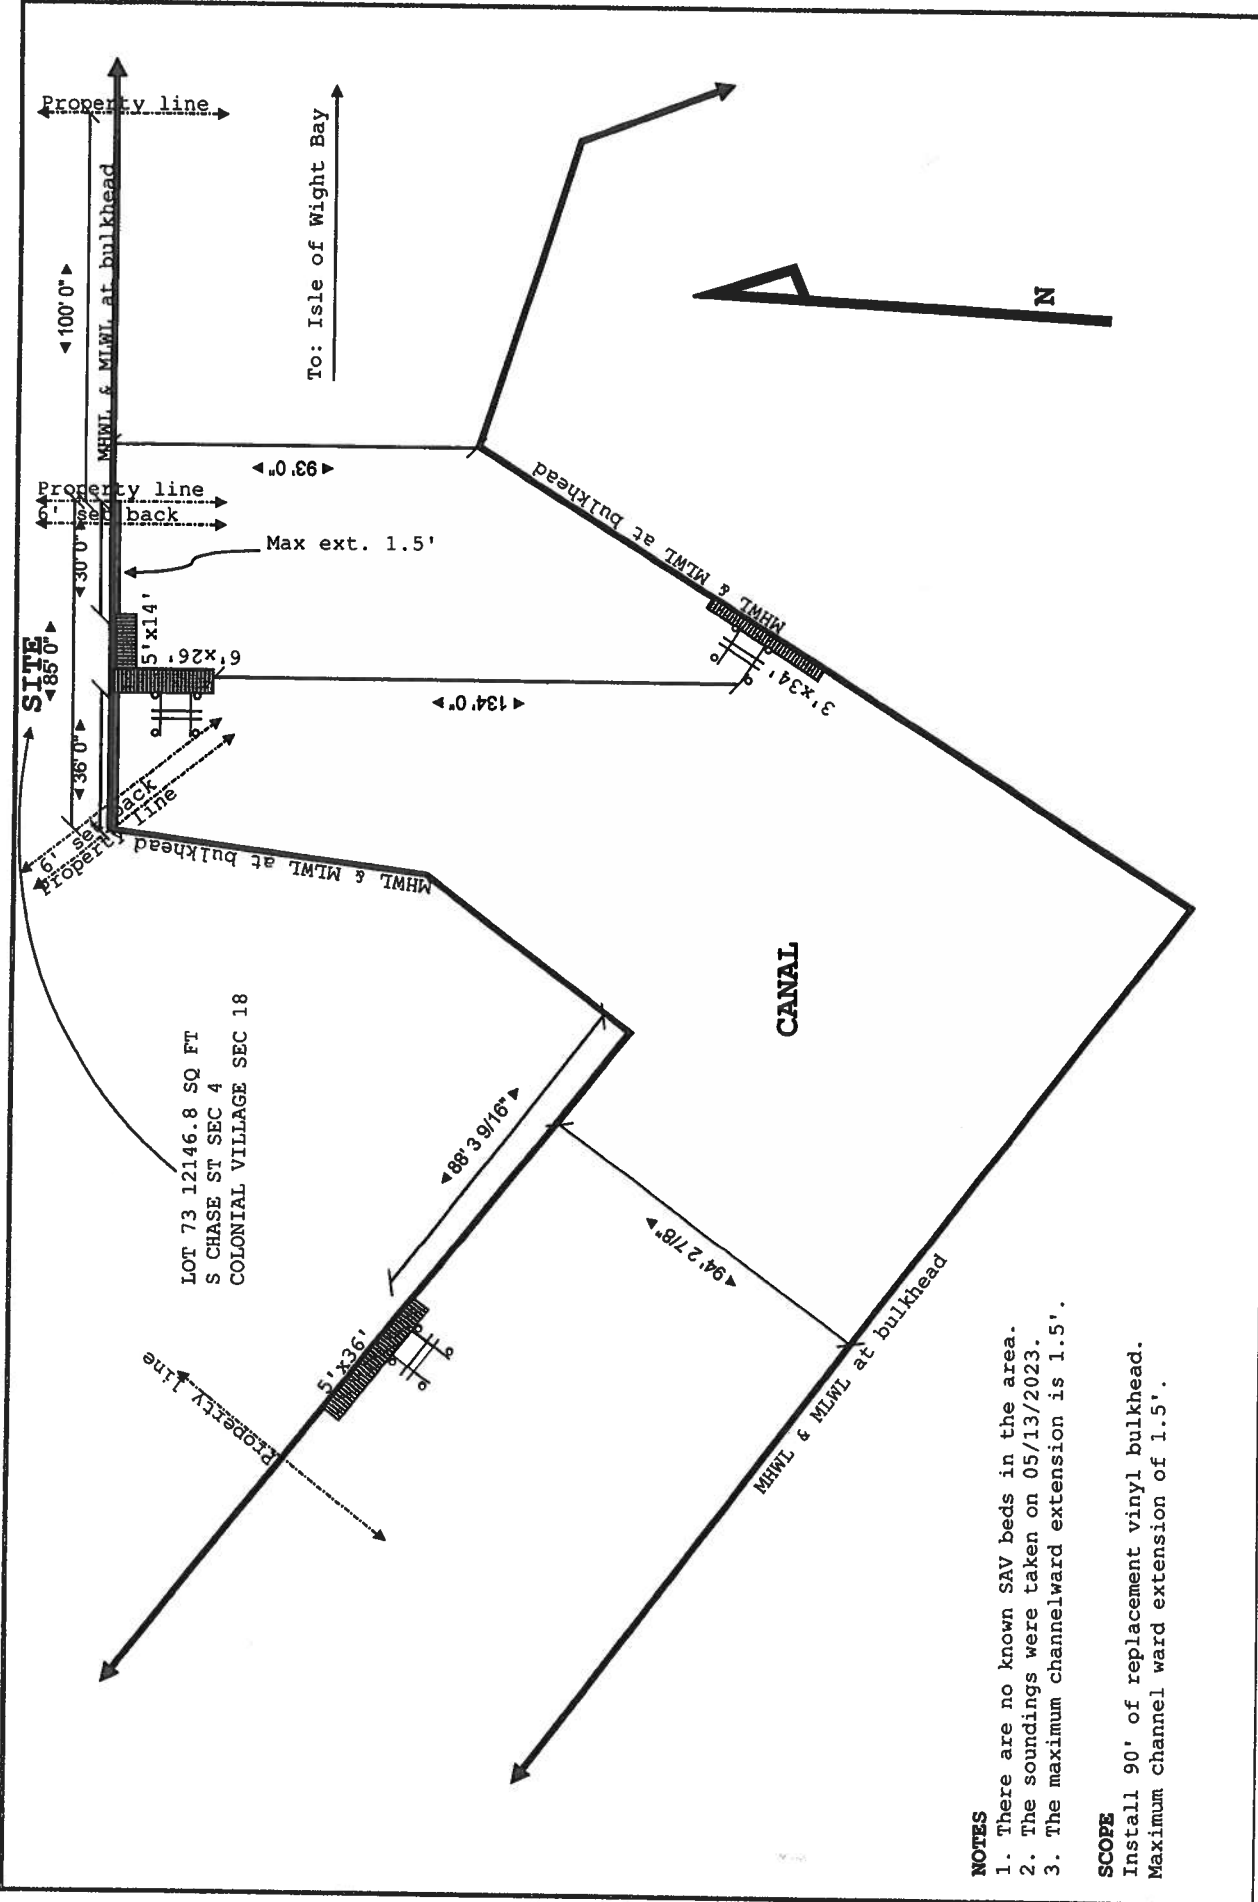 SITE
◄85' 0"►
◄36' 0"►
◄30' 0"►
◄100' 0"►
6' set back
Property line
Property line
6' set back
Property line
MHWL & MLWL at bulkhead
MHWL & MLWL at bulkhead
5'x14'
6'x26'
Max ext. 1.5'
◄93' 0"►
To: Isle of Wight Bay
◄134' 0"►
LOT 73 12146.8 SQ FT
S CHASE ST SEC 4
COLONIAL VILLAGE SEC 18
MHWL & MLWL at bulkhead
3'x34'
Property line
5'x36'
◄88' 3 9/16"►
◄94' 2 7/8"►
CANAL
N
MHWL & MLWL at bulkhead
NOTES
1. There are no known SAV beds in the area.
2. The soundings were taken on 05/13/2023.
3. The maximum channelward extension is 1.5'.
SCOPE
Install 90' of replacement vinyl bulkhead.
Maximum channel ward extension of 1.5'.